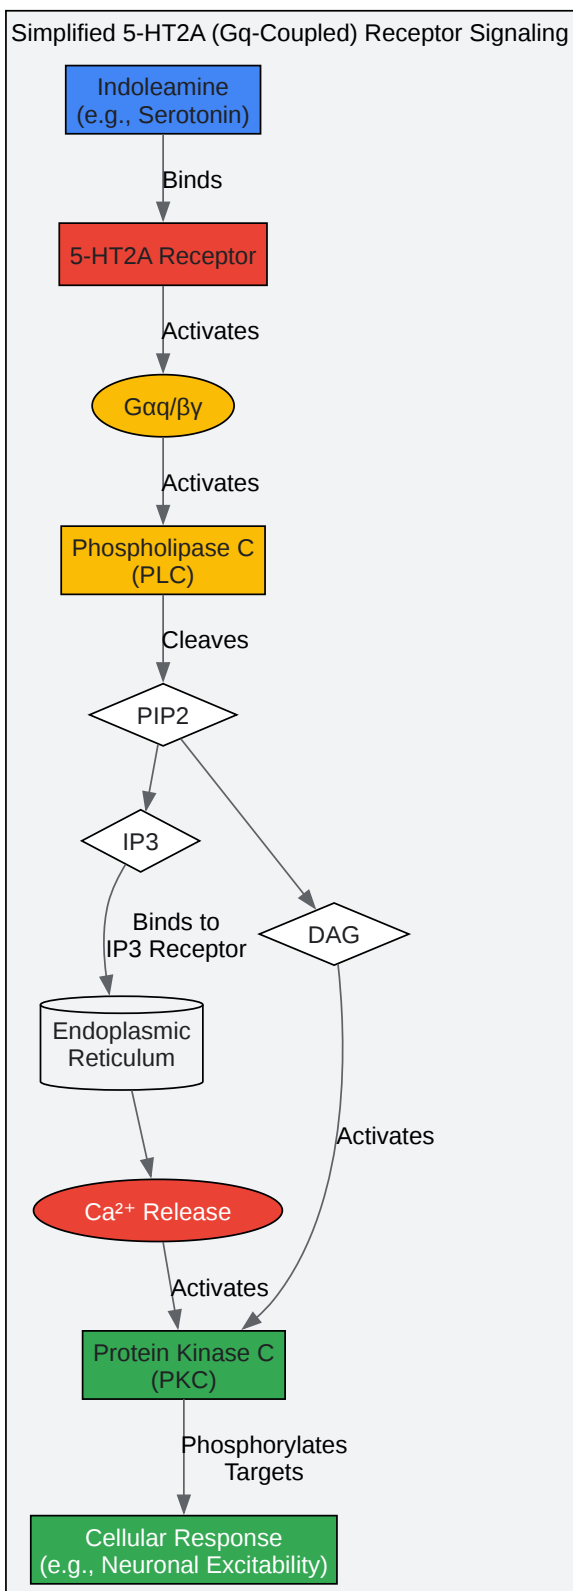 Simplified 5-HT2A (Gq-Coupled) Receptor Signaling
Indoleamine
(e.g., Serotonin)
Binds
5-HT2A Receptor
Activates
Gαq/βγ
Activates
Phospholipase C
(PLC)
Cleaves
PIP2
IP3
Binds to
IP3 Receptor
DAG
Endoplasmic
Reticulum
Activates
Ca²⁺ Release
Activates
Protein Kinase C
(PKC)
Phosphorylates
Targets
Cellular Response
(e.g., Neuronal Excitability)